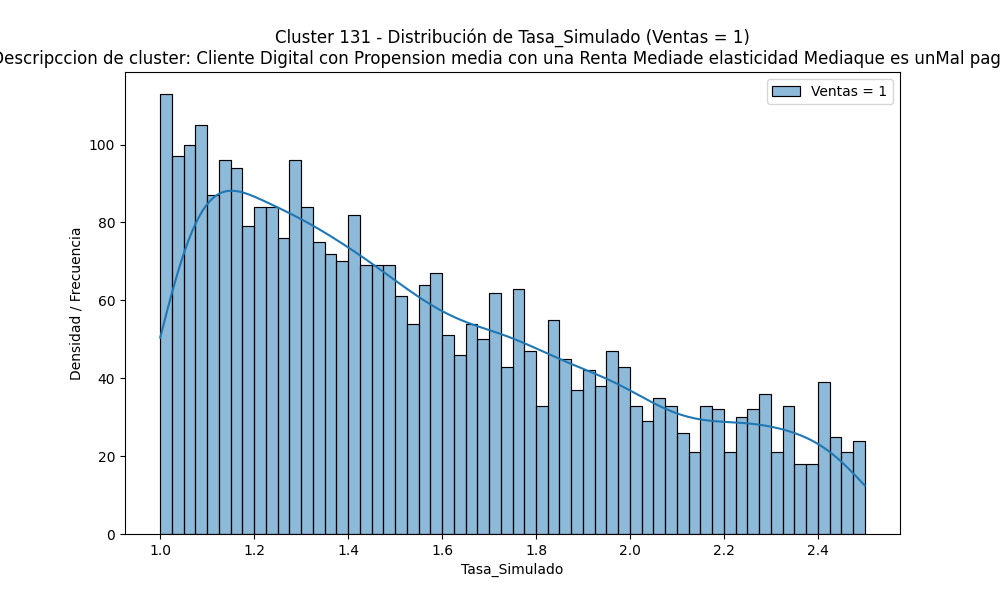 Cluster 131 - Distribución de Tasa_Simulado (Ventas = 1)
Descripccion de cluster: Cliente Digital con Propension media con una Renta Mediade elasticidad Mediaque es unMal pag
Ventas = 1
Densidad / Frecuencia
100
80
60
40
20
0
1.0 1.2 1.4 1.6 1.8 2.0 2.2 2.4
Tasa_Simulado